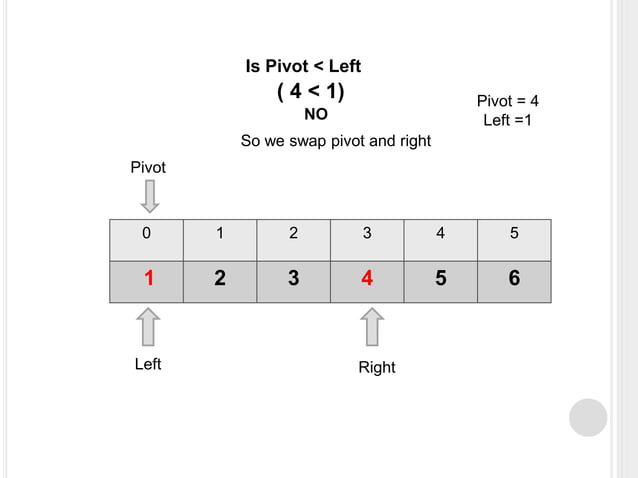 Is Pivot < Left
( 4 < 1)
NO
Pivot = 4
Left =1
So we swap pivot and right
Pivot
0 1 2 3 4 5
1 2 3 4 5 6
Left Right